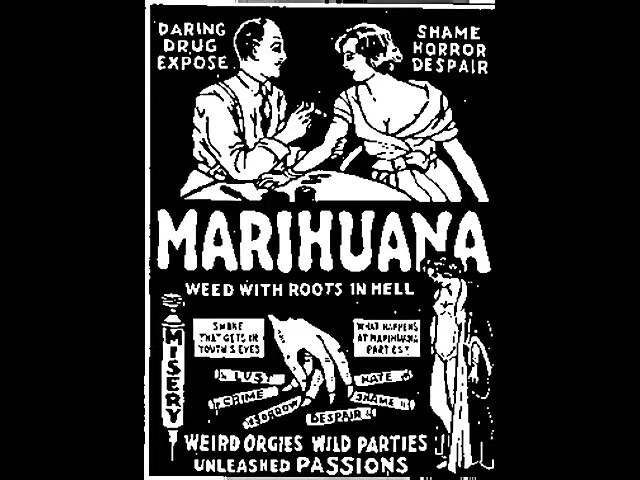 DARING
DRUG
EXPOSE
SHAME
HORROR
DESPAIR
MARIHUANA
WEED WITH ROOTS IN HELL
MISERY
SMOKE
THAT GETS IN
YOUTH'S EYES
WHAT HAPPENS
AT MARIHUANA
PARTIES?
LUST
CRIME
SORROW
HATE
SHAME
DESPAIR
WEIRD ORGIES WILD PARTIES
UNLEASHED PASSIONS